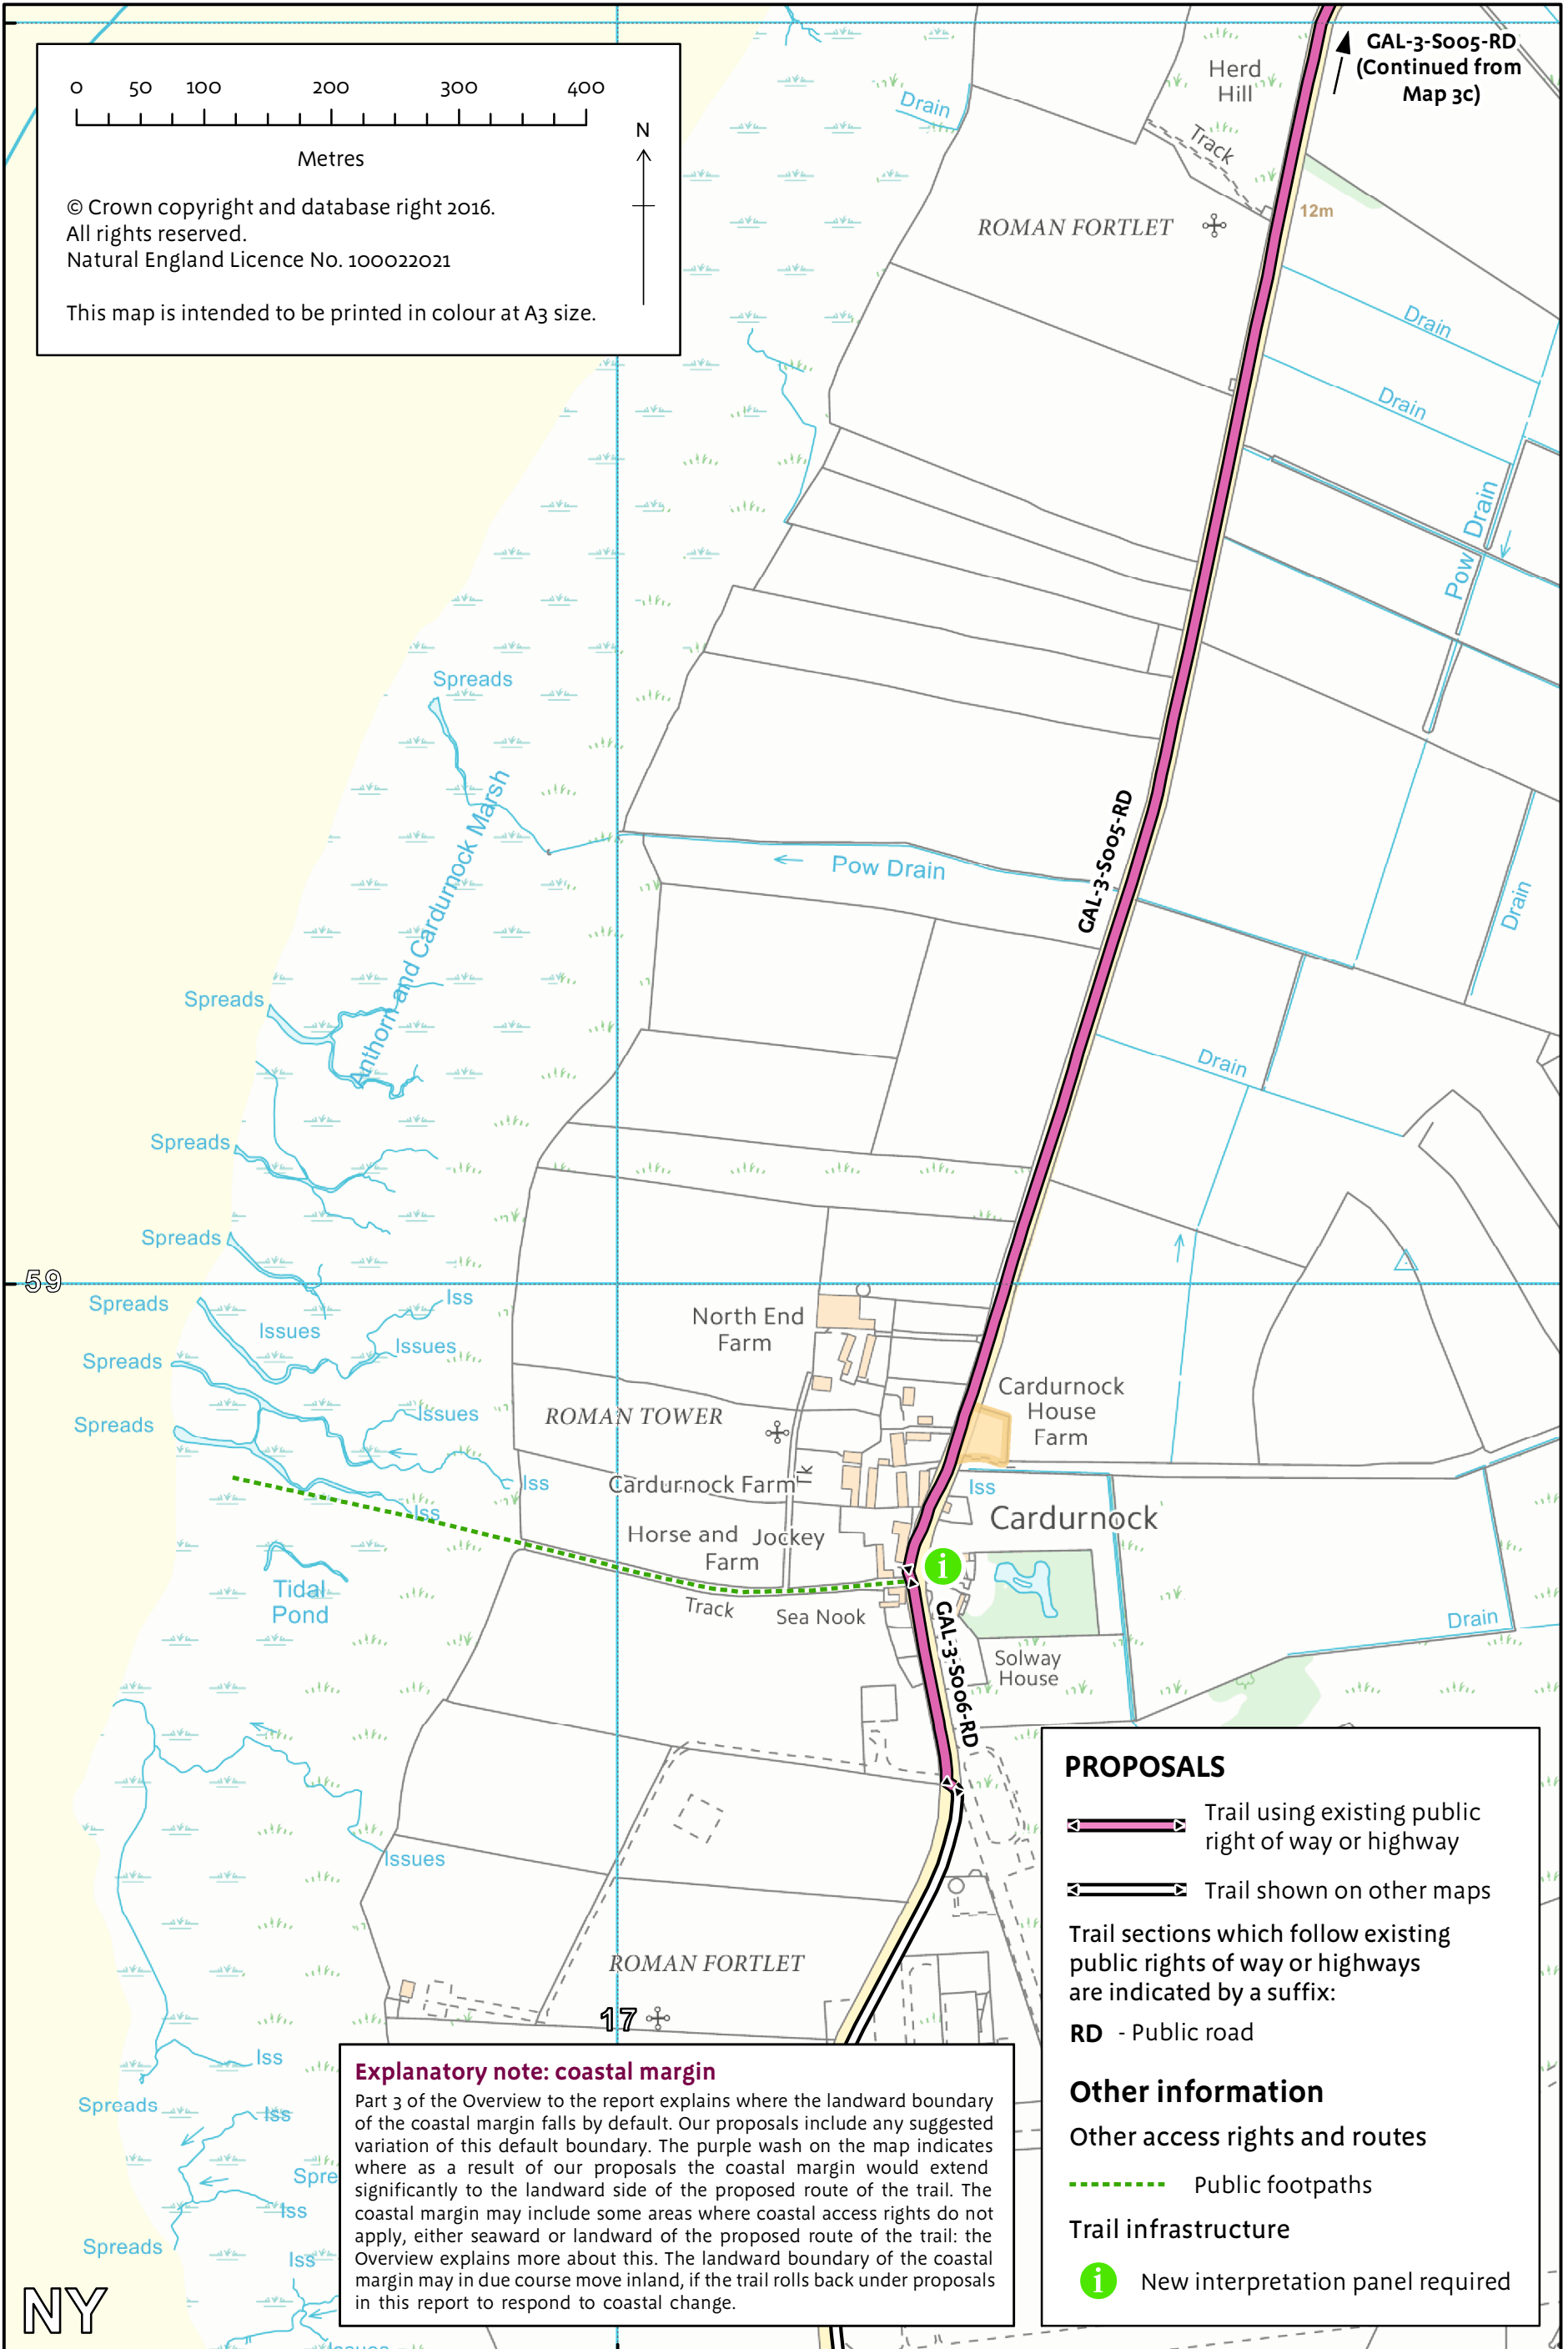 0 50 100 200 300 400
Metres
N
© Crown copyright and database right 2016.
All rights reserved.
Natural England Licence No. 100022021
This map is intended to be printed in colour at A3 size.
GAL-3-S005-RD
(Continued from
Map 3c)
Herd
Hill
Drain
Track
12m
ROMAN FORTLET
Drain
Drain
Pow Drain
Spreads
Anthorn and Cardurnock Marsh
GAL-3-S005-RD
Pow Drain
Drain
Spreads
Drain
Spreads
Spreads
59
Spreads
Iss
Issues
Issues
North End
Farm
Spreads
Cardurnock
House
Farm
Issues
ROMAN TOWER
Spreads
Iss
Cardurnock Farm
Tk
Iss
Iss
Cardurnock
Horse and Jockey
Farm
Tidal
Pond
Track
Sea Nook
GAL-3-S006-RD
Drain
Solway
House
Issues
ROMAN FORTLET
17
Iss
Spreads
Iss
Spre
Iss
Spreads
Iss
NY
Issues
Explanatory note: coastal margin
Part 3 of the Overview to the report explains where the landward boundary
of the coastal margin falls by default. Our proposals include any suggested
variation of this default boundary. The purple wash on the map indicates
where as a result of our proposals the coastal margin would extend
significantly to the landward side of the proposed route of the trail. The
coastal margin may include some areas where coastal access rights do not
apply, either seaward or landward of the proposed route of the trail: the
Overview explains more about this. The landward boundary of the coastal
margin may in due course move inland, if the trail rolls back under proposals
in this report to respond to coastal change.
PROPOSALS
Trail using existing public
right of way or highway
Trail shown on other maps
Trail sections which follow existing
public rights of way or highways
are indicated by a suffix:
RD - Public road
Other information
Other access rights and routes
Public footpaths
Trail infrastructure
i New interpretation panel required